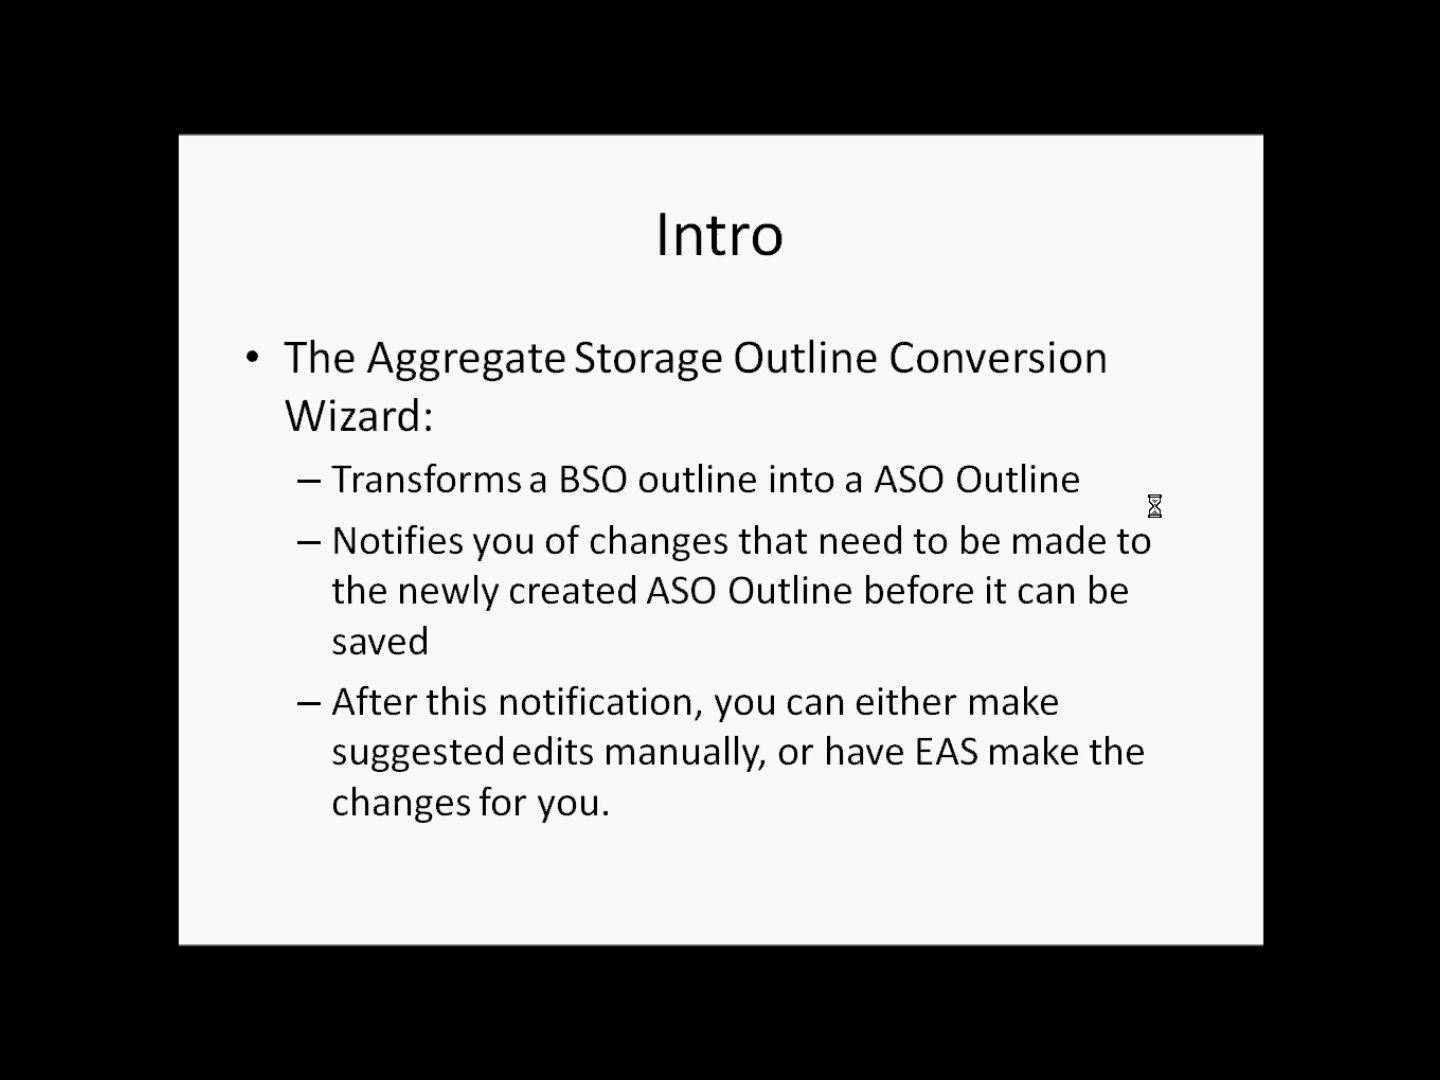 Intro
• The Aggregate Storage Outline Conversion
Wizard:
– Transforms a BSO outline into a ASO Outline
– Notifies you of changes that need to be made to
the newly created ASO Outline before it can be
saved
– After this notification, you can either make
suggested edits manually, or have EAS make the
changes for you.